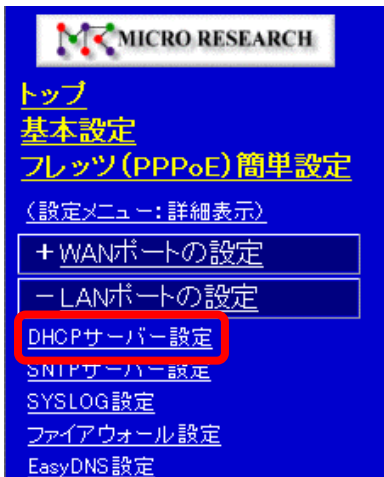 MICRO RESEARCH
トップ
基本設定
フレッツ(PPPoE)簡単設定
(設定メニュー:詳細表示)
+WANポートの設定
-LANポートの設定
DHCPサーバー設定
SNTPサーバー設定
SYSLOG設定
ファイアウォール設定
EasyDNS設定